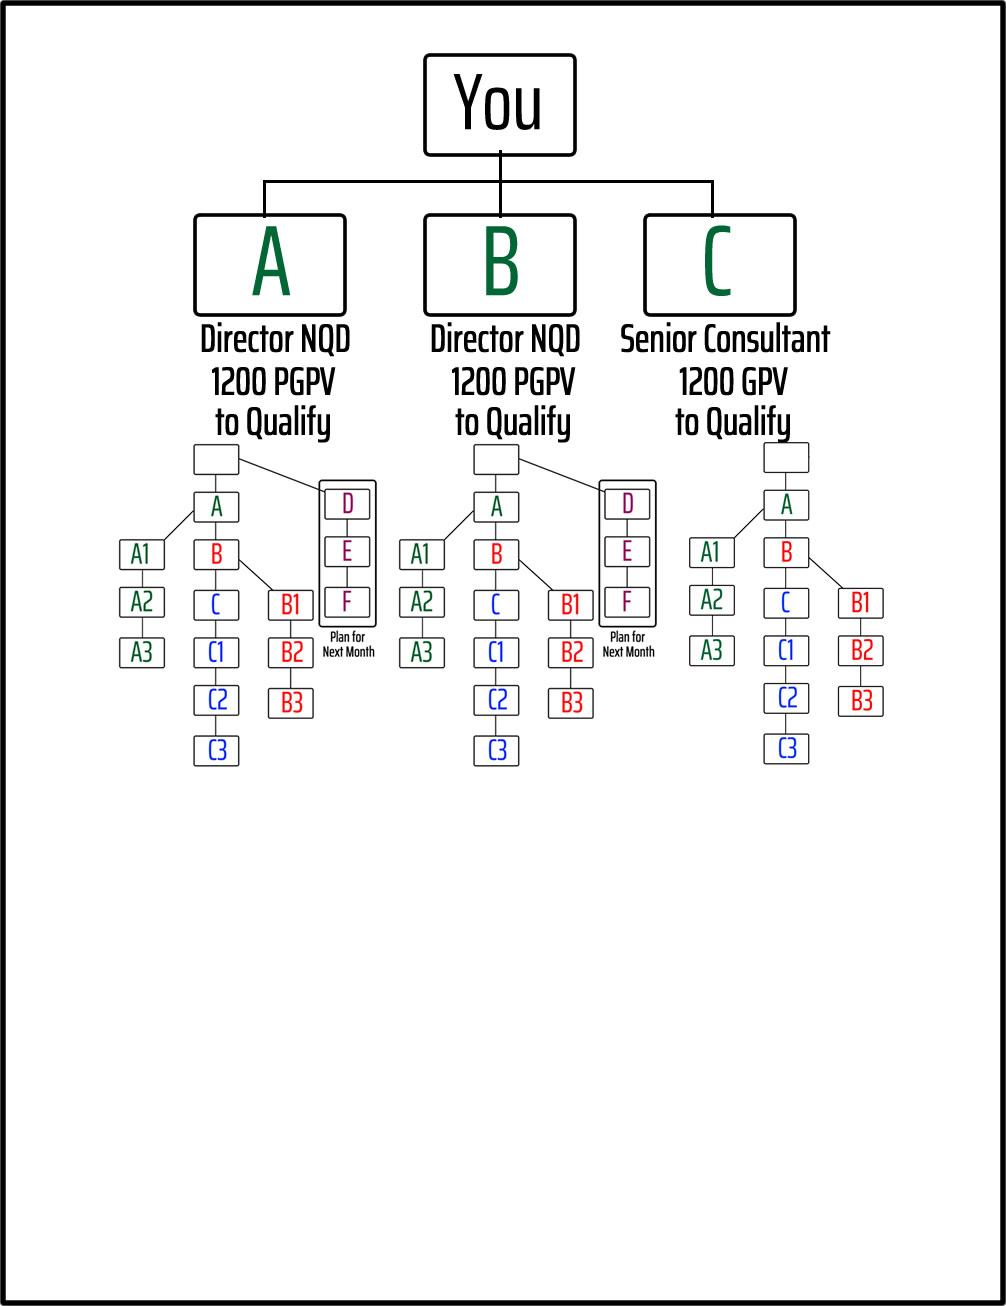 You
A
B
C
Director NQD
1200 PGPV
to Qualify
Director NQD
1200 PGPV
to Qualify
Senior Consultant
1200 GPV
to Qualify
A
A1
B
A2
C
B1
A3
C1
B2
C2
B3
C3
D
E
F
Plan for
Next Month
A
A1
B
A2
C
B1
A3
C1
B2
C2
B3
C3
D
E
F
Plan for
Next Month
A
A1
B
A2
C
B1
A3
C1
B2
C2
B3
C3